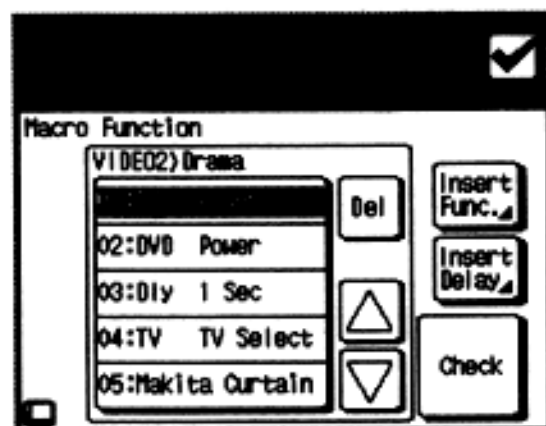 Macro Function
VIDEO2)Drama
Del
02:DVD Power
03:Dly 1 Sec
04:TV TV Select
05:Makita Curtain
Insert
Func.
Insert
Delay
Check